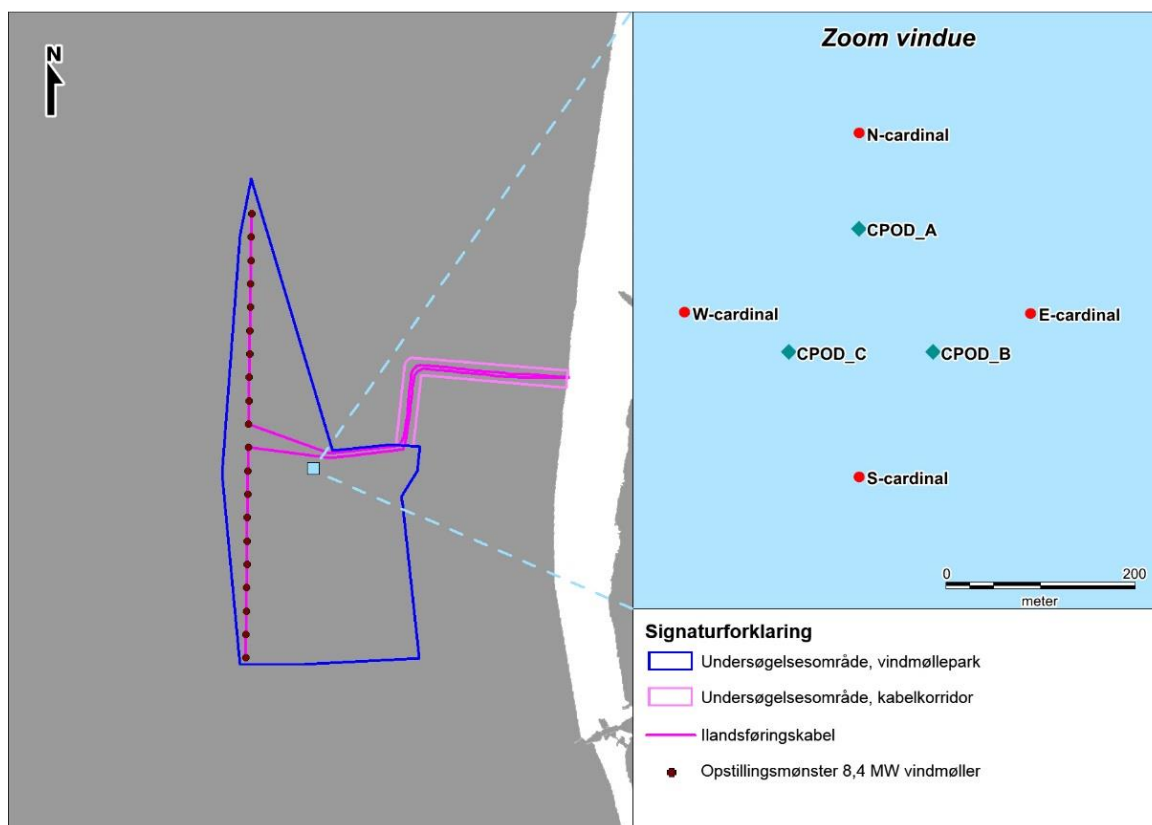 N
Zoom vindue
N-cardinal
CPOD_A
W-cardinal
E-cardinal
CPOD_C
CPOD_B
S-cardinal
0 200
meter
Signaturforklaring
Undersøgelsesområde, vindmøllepark
Undersøgelsesområde, kabelkorridor
Ilandsføringskabel
Opstillingsmønster 8,4 MW vindmøller